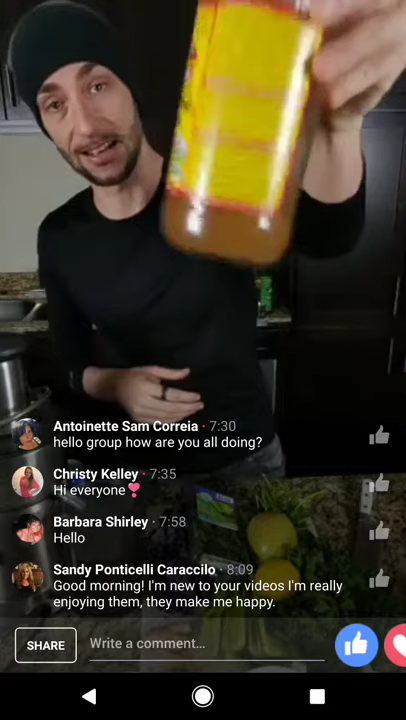 Antoinette Sam Correia · 7:30
hello group how are you all doing?
Christy Kelley · 7:35
Hi everyone❣
Barbara Shirley · 7:58
Hello
Sandy Ponticelli Caraccilo · 8:09
Good morning! I'm new to your videos I'm really
enjoying them, they make me happy.
SHARE
Write a comment...